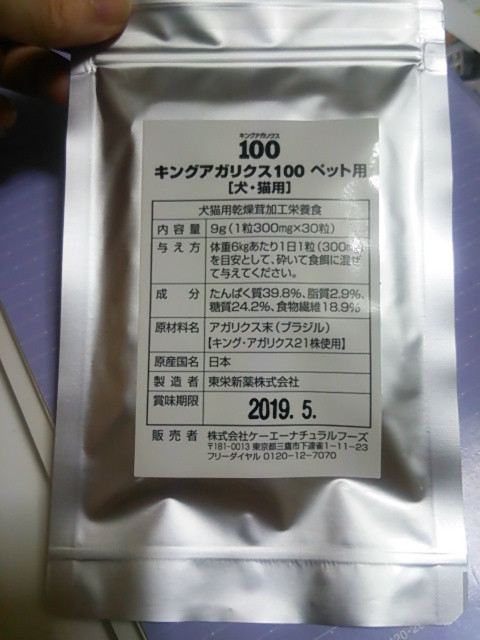 キングアガリクス
100
キングアガリクス100 ペット用
[犬・猫用]
犬猫用乾燥茸加工栄養食
内容量 9g(1粒300mg×30粒)
与え方 体重6kgあたり1日1粒(300mg)
を目安として、砕いて食餌に混ぜ
て与えてください。
成分 たんぱく質39.8%、脂質2.9%、
糖質24.2%、食物繊維18.9%
原材料名 アガリクス末(ブラジル)
【キング・アガリクス21株使用】
原産国名 日本
製造者 東栄新薬株式会社
賞味期限 2019. 5.
販売者 株式会社ケーエーナチュラルフーズ
〒181-0013 東京都三鷹市下連雀1-11-23
フリーダイヤル 0120-12-7070